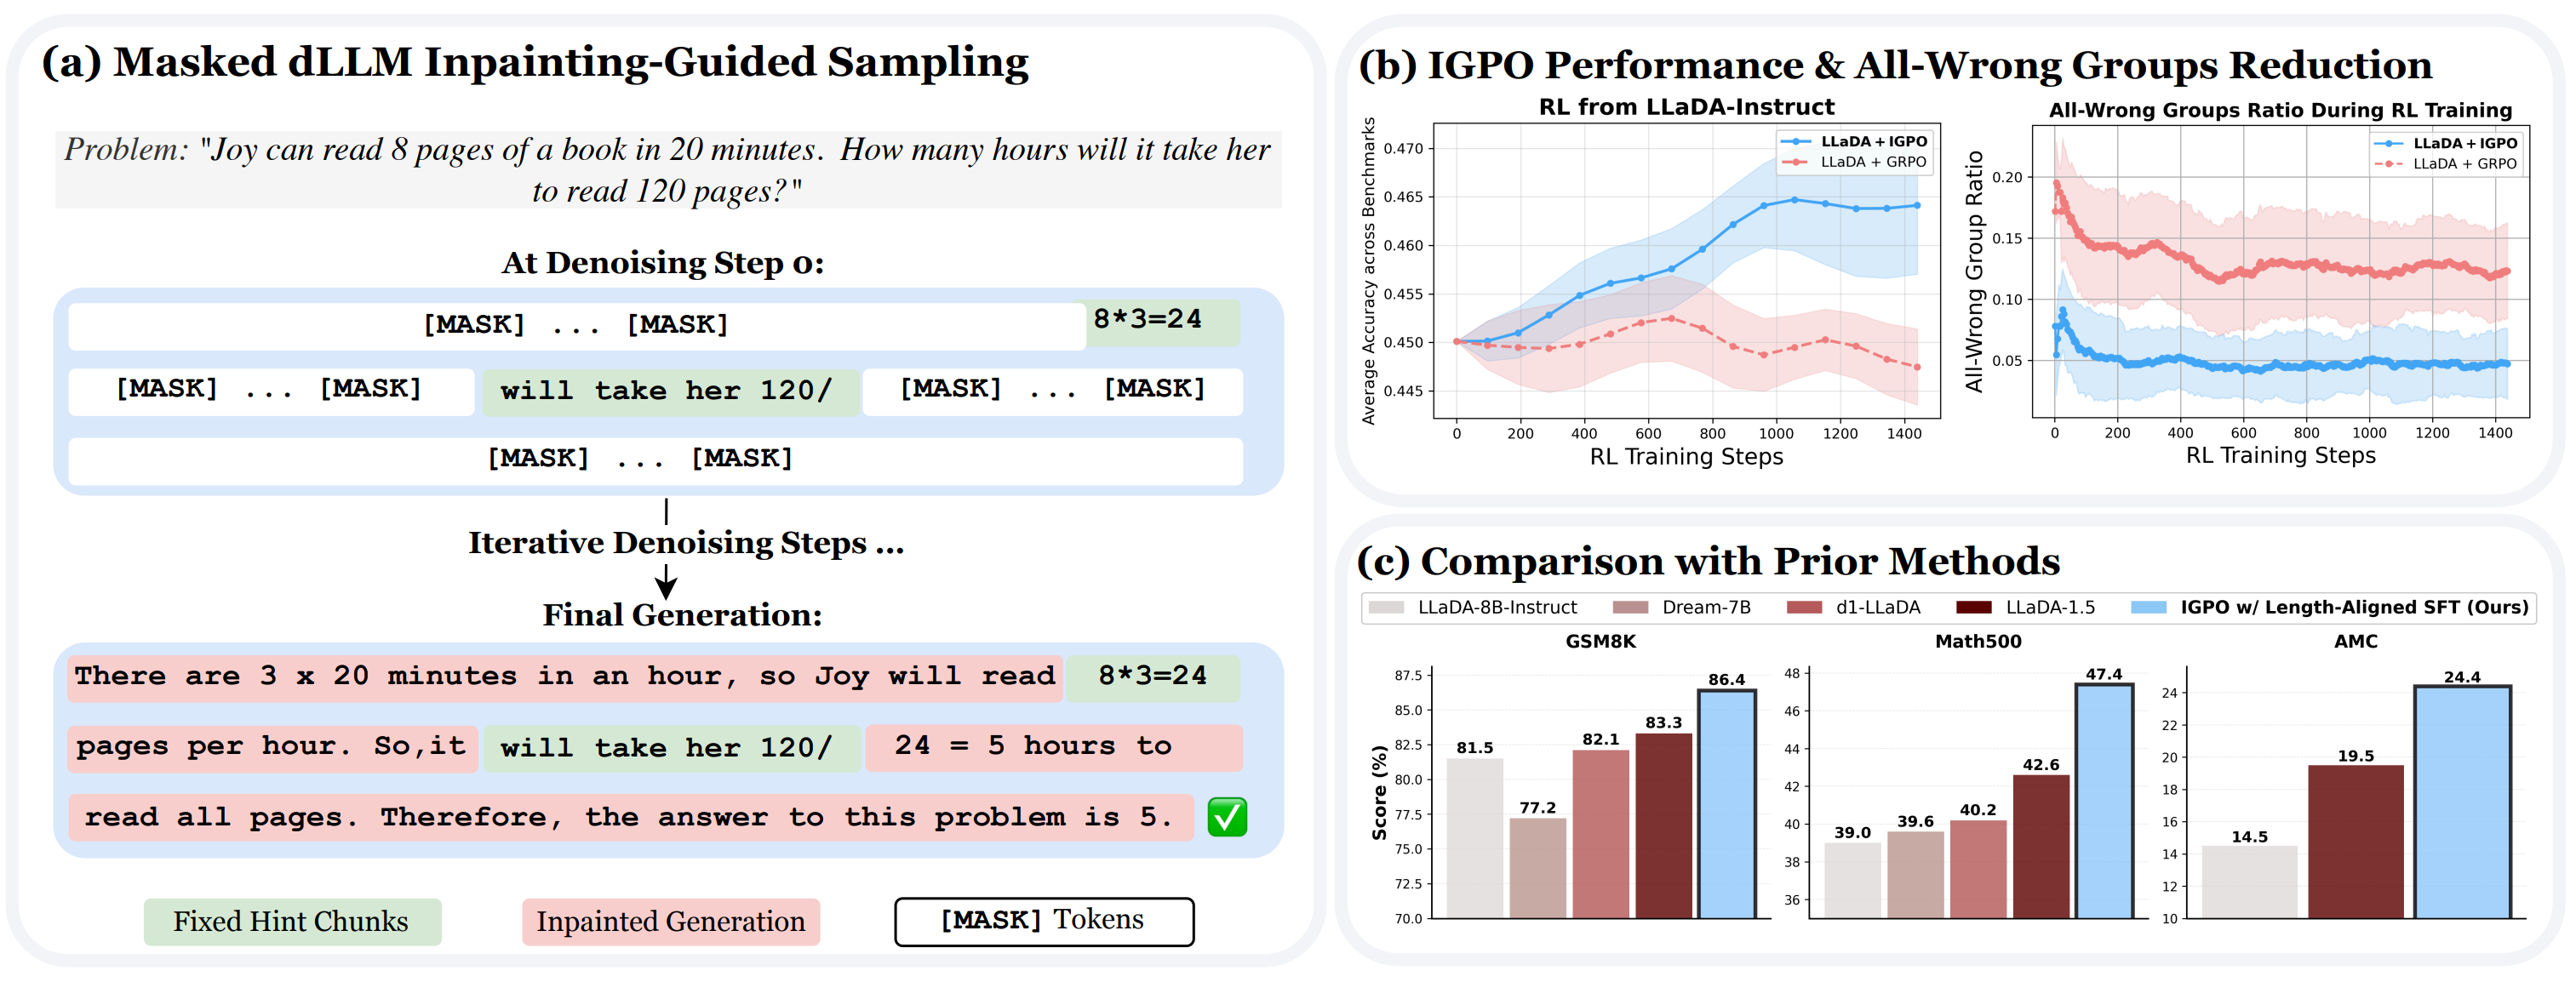 (a) Masked dLLM Inpainting-Guided Sampling
Problem: "Joy can read 8 pages of a book in 20 minutes. How many hours will it take her
to read 120 pages?"
At Denoising Step 0:
[MASK] ... [MASK] 8*3=24
[MASK] ... [MASK] will take her 120/ [MASK] ... [MASK]
[MASK] ... [MASK]
Iterative Denoising Steps ...
Final Generation:
There are 3 x 20 minutes in an hour, so Joy will read 8*3=24
pages per hour. So,it will take her 120/ 24 = 5 hours to
read all pages. Therefore, the answer to this problem is 5.
Fixed Hint Chunks
Inpainted Generation
[MASK] Tokens
(b) IGPO Performance & All-Wrong Groups Reduction
RL from LLaDA-Instruct
Average Accuracy across Benchmarks
0.470
0.465
0.460
0.455
0.450
0.445
LLaDA + IGPO
LLaDA + GRPO
0 200 400 600 800 1000 1200 1400
RL Training Steps
All-Wrong Groups Ratio During RL Training
All-Wrong Group Ratio
0.20
0.15
0.10
0.05
LLaDA + IGPO
LLaDA + GRPO
0 200 400 600 800 1000 1200 1400
RL Training Steps
(c) Comparison with Prior Methods
LLaDA-8B-Instruct Dream-7B d1-LLaDA LLaDA-1.5 IGPO w/ Length-Aligned SFT (Ours)
GSM8K
Score (%)
87.5
85.0
82.5
80.0
77.5
75.0
72.5
70.0
81.5
77.2
82.1
83.3
86.4
Math500
48
46
44
42
40
38
36
39.0
39.6
40.2
42.6
47.4
AMC
24
22
20
18
16
14
12
10
14.5
19.5
24.4